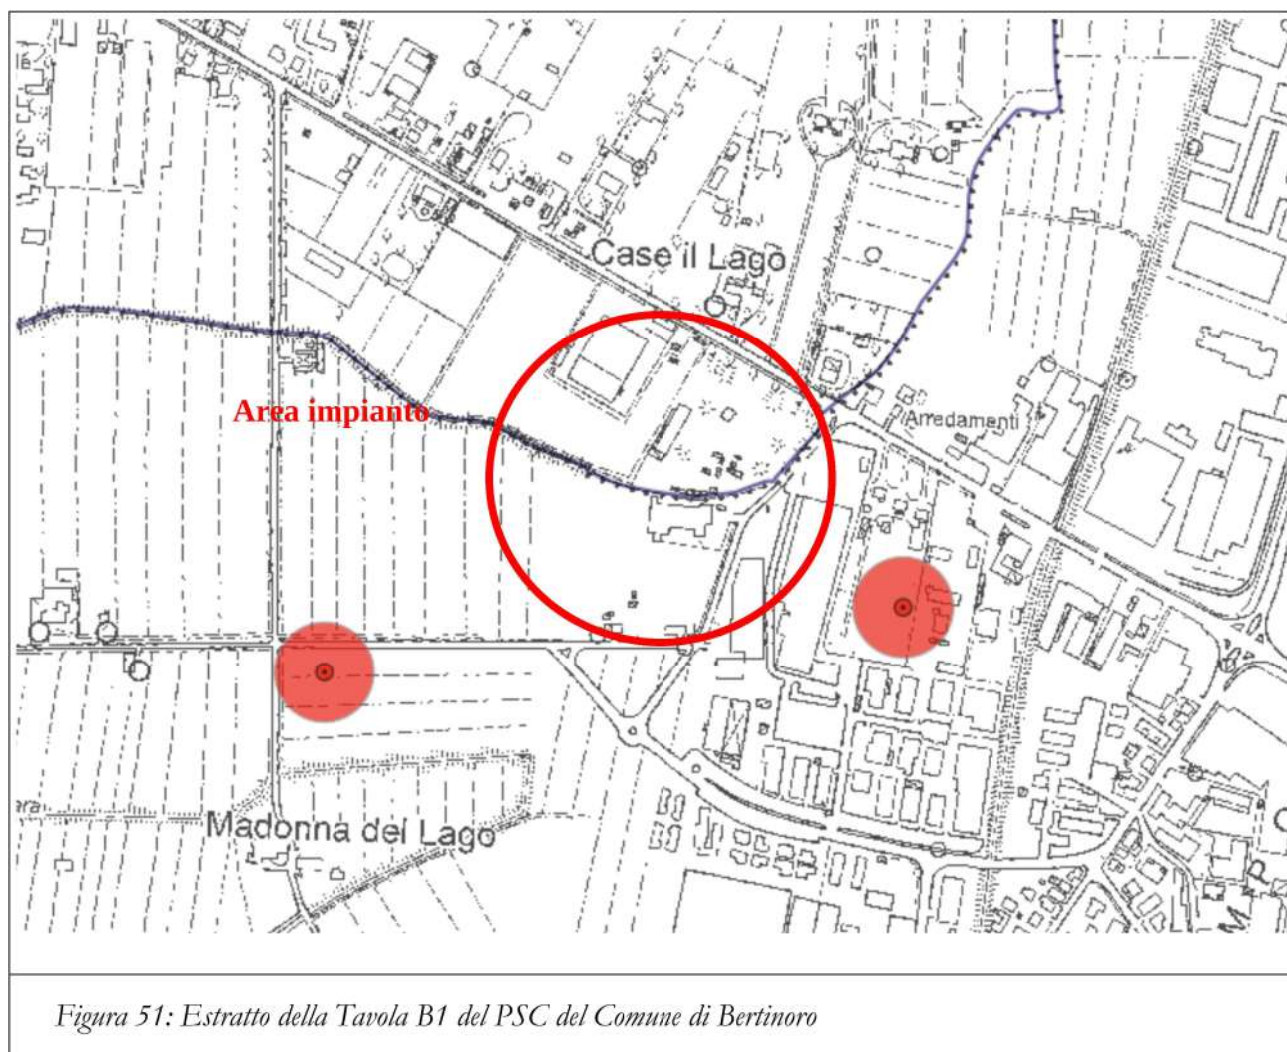 Case il Lago
Area impianto
Arredamenti
Madonna del Lago
Figura 51: Estratto della Tavola B1 del PSC del Comune di Bertinoro